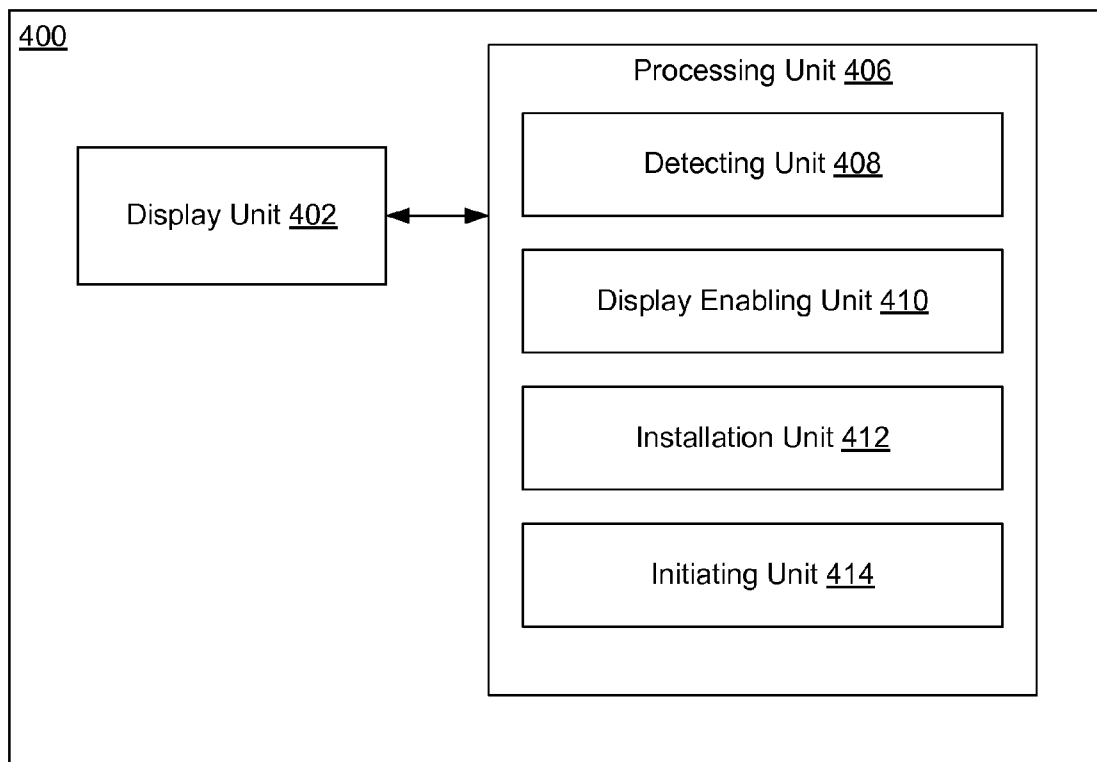 400
Processing Unit 406
Detecting Unit 408
Display Unit 402
Display Enabling Unit 410
Installation Unit 412
Initiating Unit 414